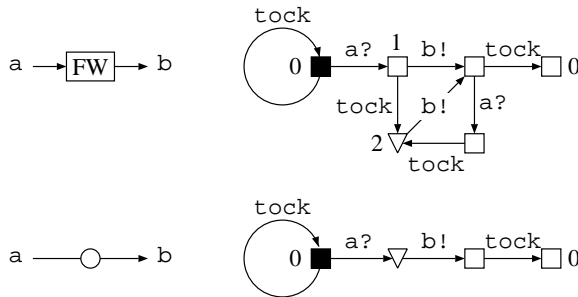 tock
a FW b 0 a? 1 b! tock 0
tock b! a?
2 tock
tock
a b 0 a? b! tock 0